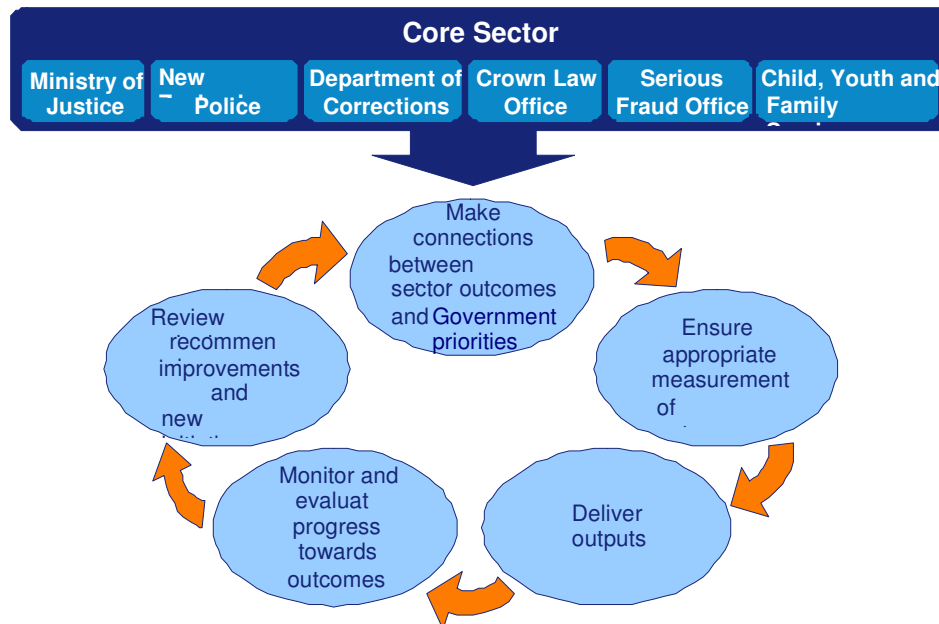 Core Sector
Ministry of
Justice
New
Police
Department of
Corrections
Crown Law
Office
Serious
Fraud Office
Child, Youth and
Family
Make
connections
between
sector outcomes
and Government
priorities
Ensure
appropriate
measurement
of
Deliver
outputs
Monitor and
evaluat
progress
towards
outcomes
Review
recommen
improvements
and
new